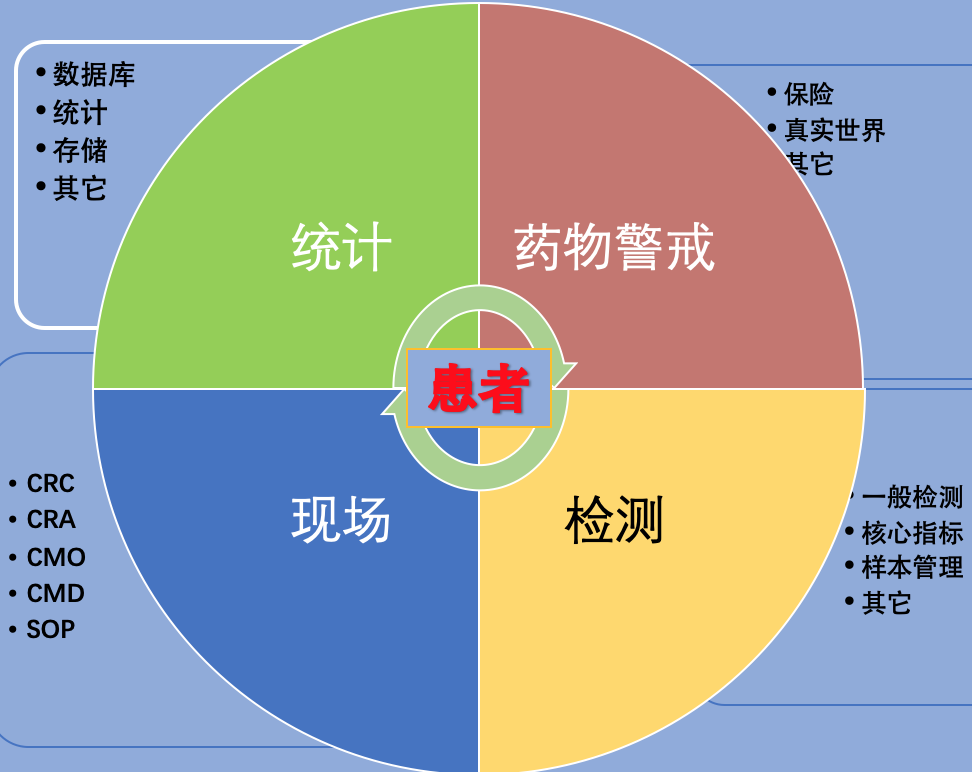 • 数据库
• 统计
• 存储
• 其它
• 保险
• 真实世界
其它
统计
药物警戒
患者
现场
检测
• CRC
• CRA
• CMO
• CMD
• SOP
• 一般检测
• 核心指标
• 样本管理
• 其它